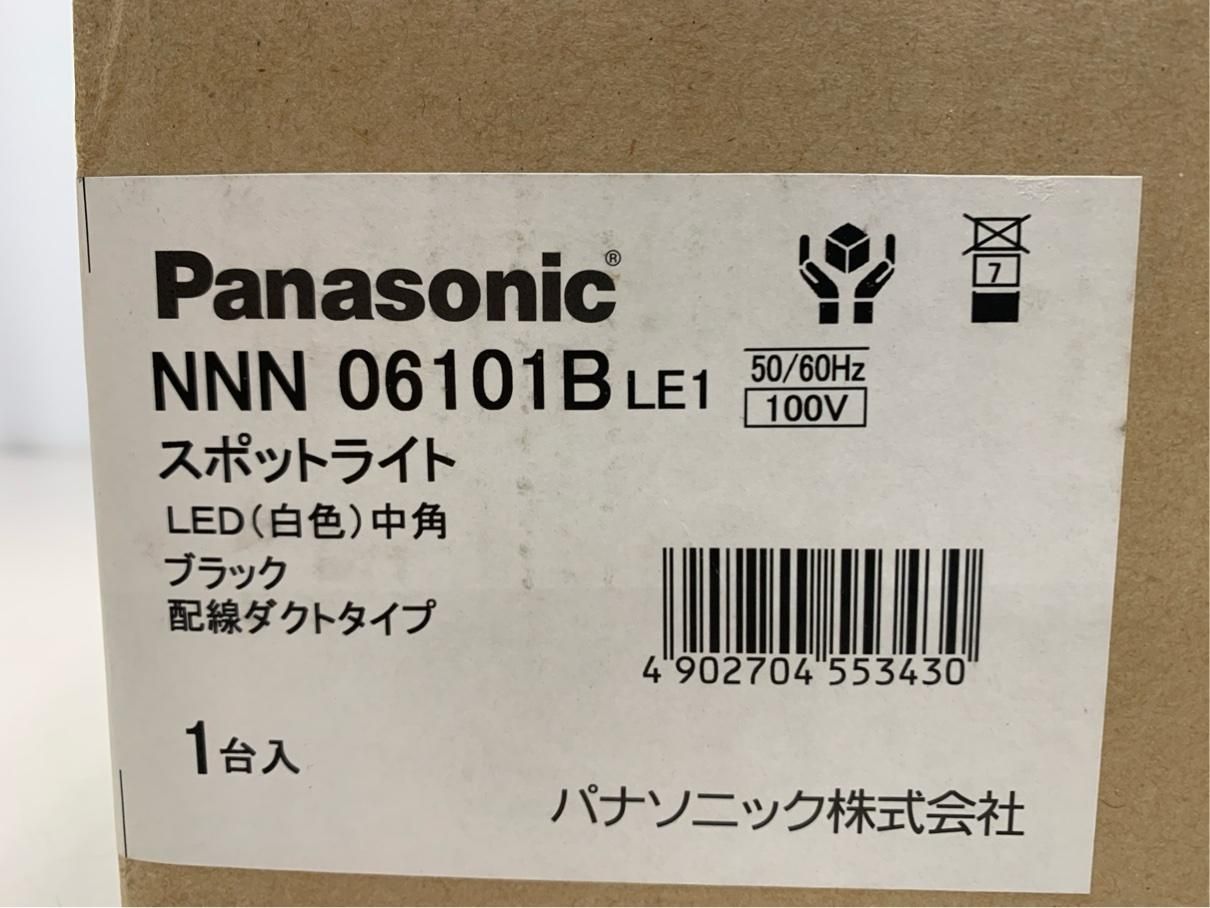 Panasonic®
7
NNN 06101B LE1
50/60Hz
100V
スポットライト
LED(白色)中角
ブラック
配線ダクトタイプ
4 902704 553430
1台入
パナソニック株式会社